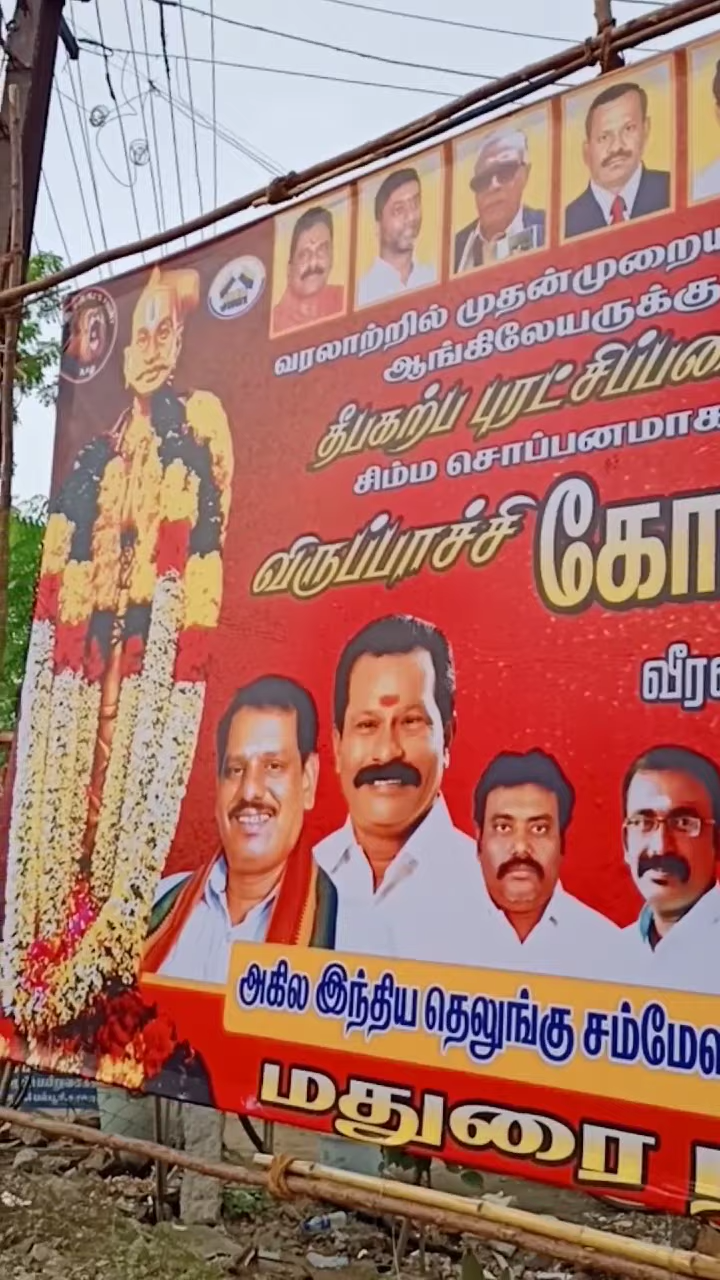 வரலாற்றில் முதன்முறைய
ஆங்கிலேயருக்கு
தீபகற்ப புரட்சிப்ப
சிம்ம சொப்பனமாக
விருப்பாச்சி கோ
வீர
அகில இந்திய தெலுங்கு சம்மே
மதுரை